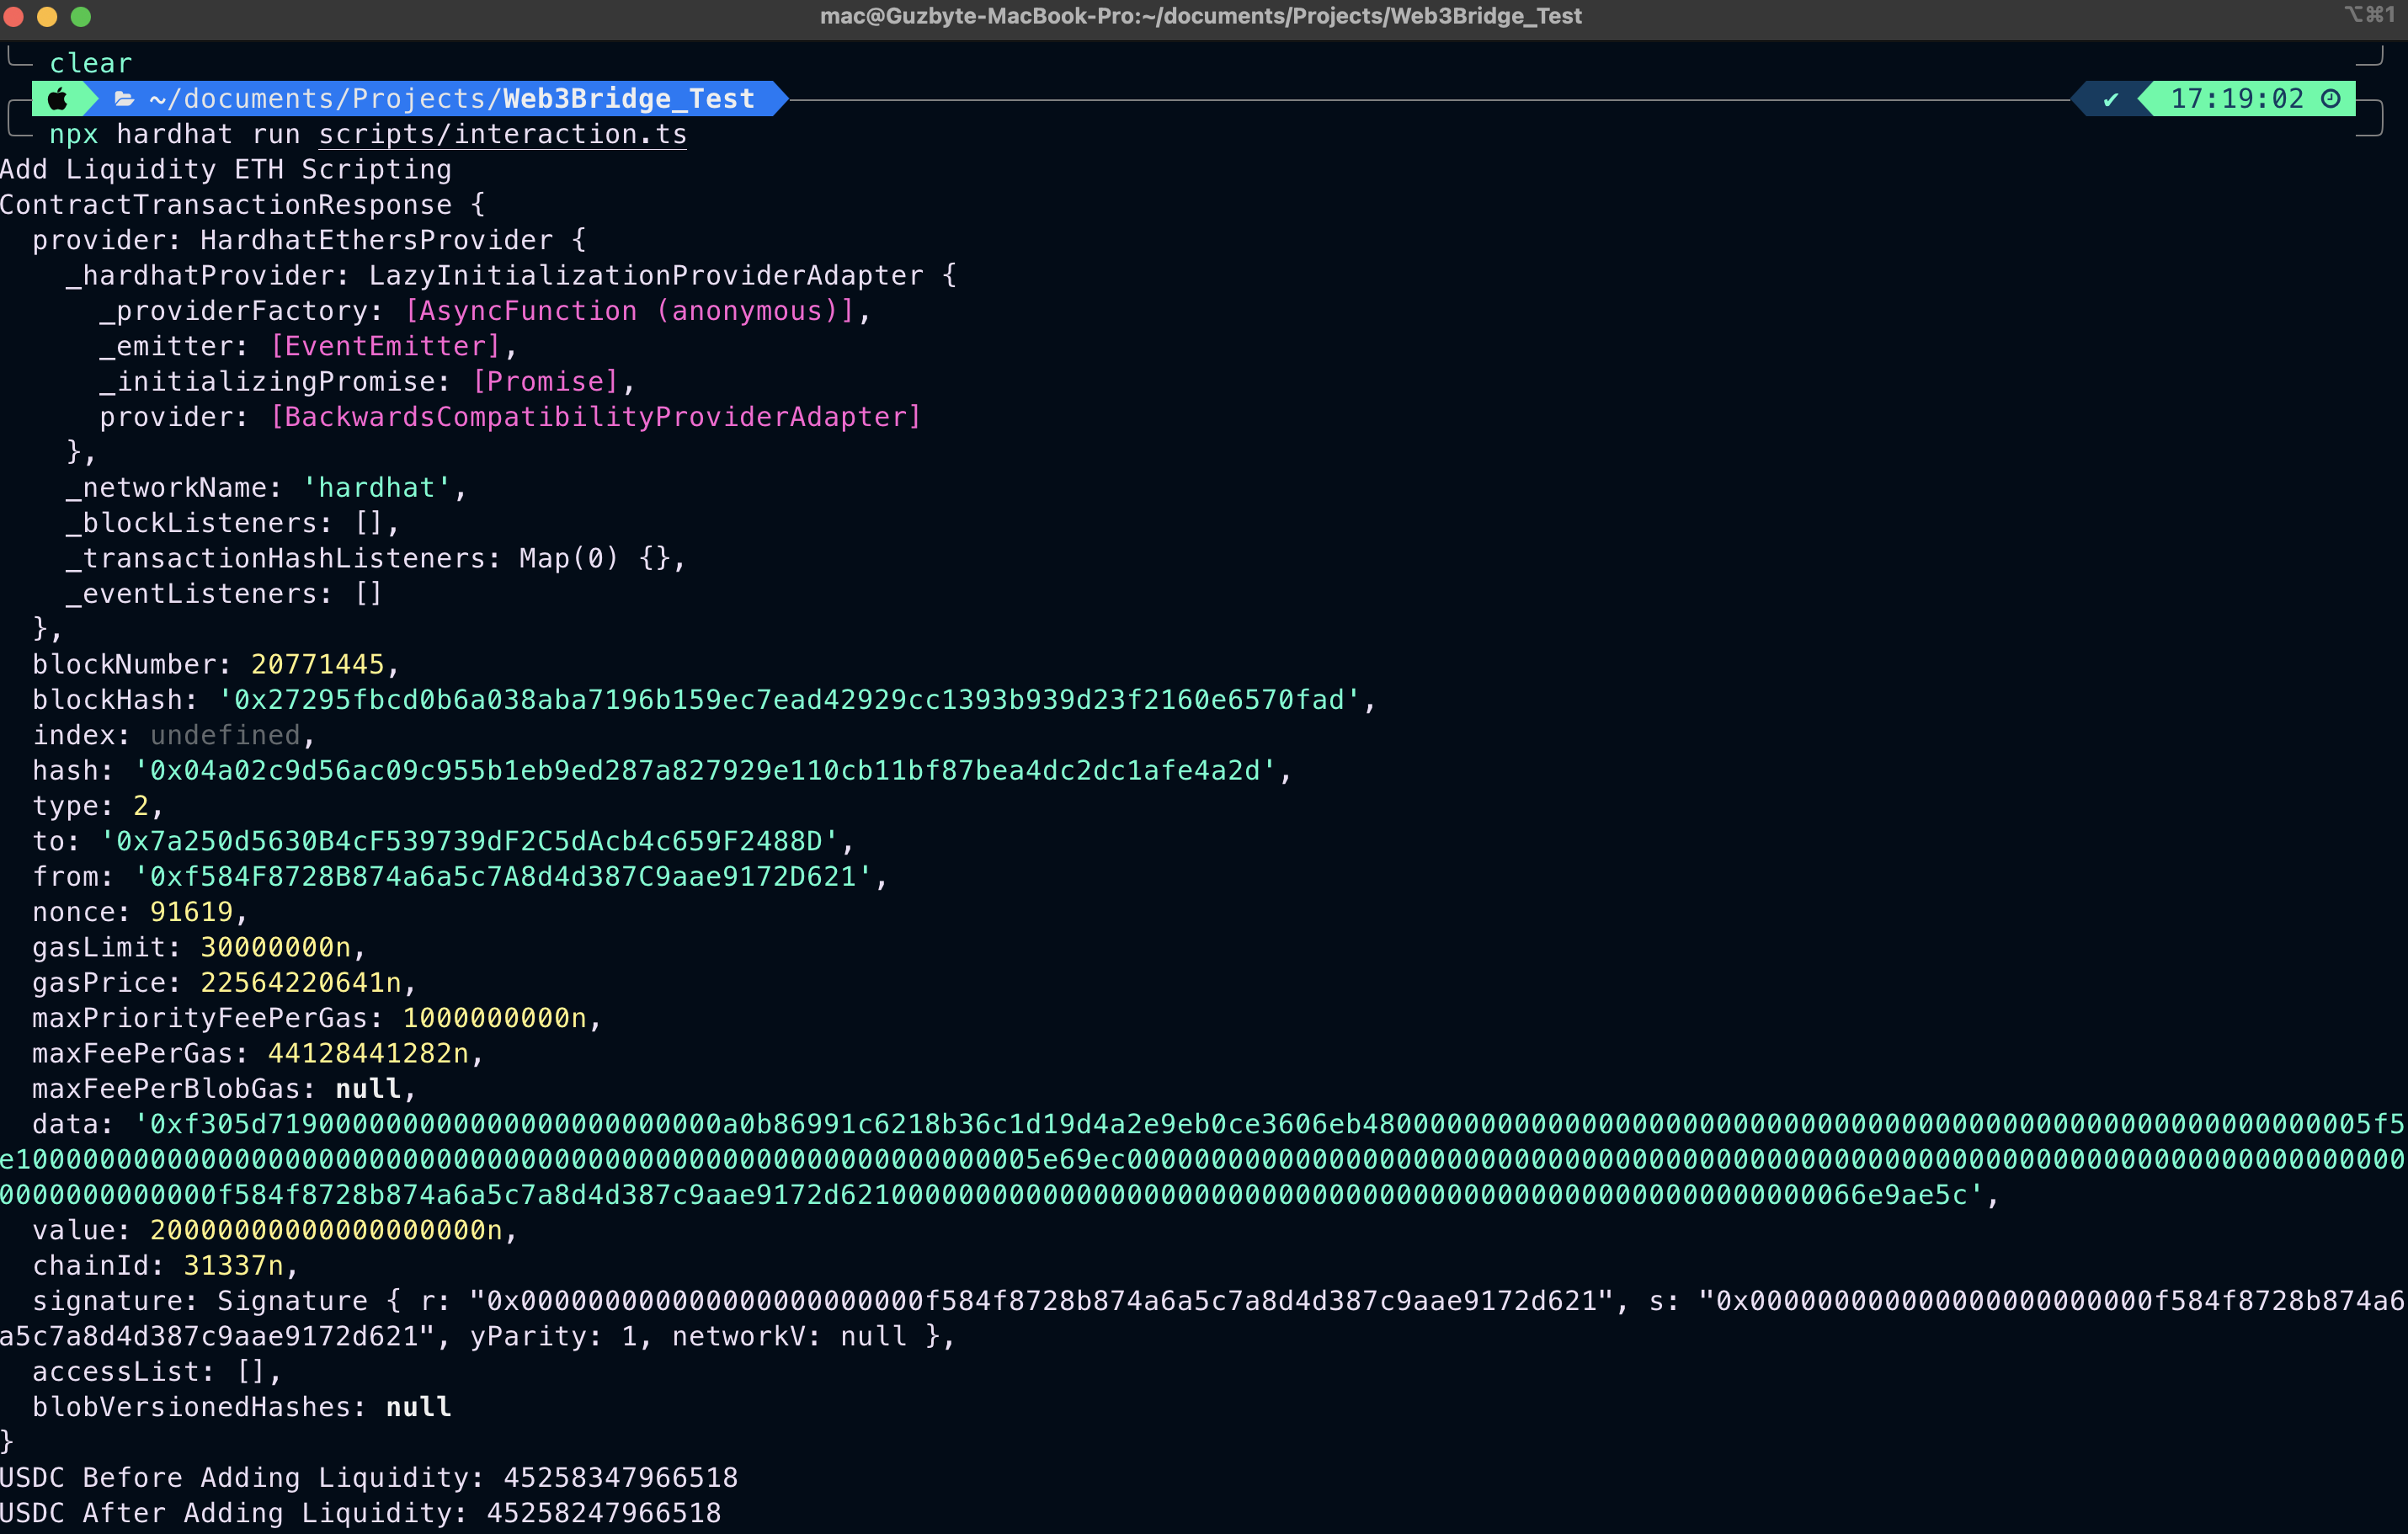 mac@Guzbyte-MacBook-Pro:~/documents/Projects/Web3Bridge_Test ⌥⌘1
clear
~/documents/Projects/Web3Bridge_Test ✔ 17:19:02
npx hardhat run scripts/interaction.ts
Add Liquidity ETH Scripting
ContractTransactionResponse {
  provider: HardhatEthersProvider {
    _hardhatProvider: LazyInitializationProviderAdapter {
      _providerFactory: [AsyncFunction (anonymous)],
      _emitter: [EventEmitter],
      _initializingPromise: [Promise],
      provider: [BackwardsCompatibilityProviderAdapter]
    },
    _networkName: 'hardhat',
    _blockListeners: [],
    _transactionHashListeners: Map(0) {},
    _eventListeners: []
  },
  blockNumber: 20771445,
  blockHash: '0x27295fbcd0b6a038aba7196b159ec7ead42929cc1393b939d23f2160e6570fad',
  index: undefined,
  hash: '0x04a02c9d56ac09c955b1eb9ed287a827929e110cb11bf87bea4dc2dc1afe4a2d',
  type: 2,
  to: '0x7a250d5630B4cF539739dF2C5dAcb4c659F2488D',
  from: '0xf584F8728B874a6a5c7A8d4d387C9aae9172D621',
  nonce: 91619,
  gasLimit: 30000000n,
  gasPrice: 22564220641n,
  maxPriorityFeePerGas: 1000000000n,
  maxFeePerGas: 44128441282n,
  maxFeePerBlobGas: null,
  data: '0xf305d719000000000000000000000000a0b86991c6218b36c1d19d4a2e9eb0ce3606eb480000000000000000000000000000000000000000000000000000000005f5
e1000000000000000000000000000000000000000000000000000000000005e69ec0000000000000000000000000000000000000000000000000000000000000000000000000000
0000000000000f584f8728b874a6a5c7a8d4d387c9aae9172d6210000000000000000000000000000000000000000000000000000000066e9ae5c',
  value: 20000000000000000000n,
  chainId: 31337n,
  signature: Signature { r: "0x000000000000000000000000f584f8728b874a6a5c7a8d4d387c9aae9172d621", s: "0x000000000000000000000000f584f8728b874a6
a5c7a8d4d387c9aae9172d621", yParity: 1, networkV: null },
  accessList: [],
  blobVersionedHashes: null
}
USDC Before Adding Liquidity: 45258347966518
USDC After Adding Liquidity: 45258247966518